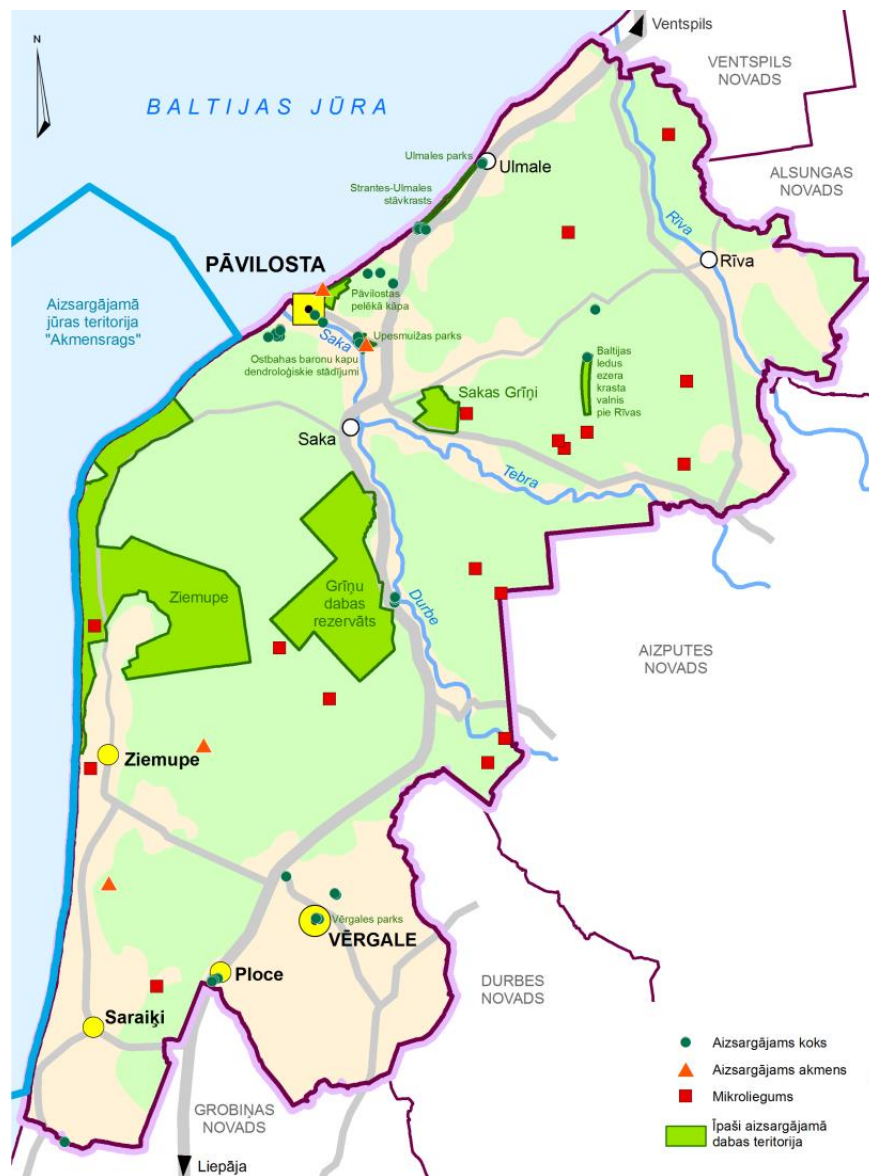 Ventspils
N
VENTSPILS
NOVADS
BALTIJAS JŪRA
Ulmales parks
Ulmale
ALSUNGAS
NOVADS
Strantes-Ulmales
stāvkrasts
Rīva
Rīva
PĀVILOSTA
Aizsargājamā
jūras teritorija
"Akmensrags"
Pāvilostas
pelēkā kāpa
Saka
Upesmuižas parks
Ostbahas baronu kapu
dendroloģiskie stādījumi
Baltijas
ledus
ezera
krasta
valnis
pie Rīvas
Sakas Grīņi
Saka
Tebra
Ziemupe
Grīņu
dabas
rezervāts
Durbe
AIZPUTES
NOVADS
Ziemupe
Vērgales parks
VĒRGALE
Ploce
DURBES
NOVADS
Saraiķi
Aizsargājams koks
Aizsargājams akmens
Mikroliegums
Īpaši aizsargājamā
dabas teritorija
GROBIŅAS
NOVADS
Liepāja